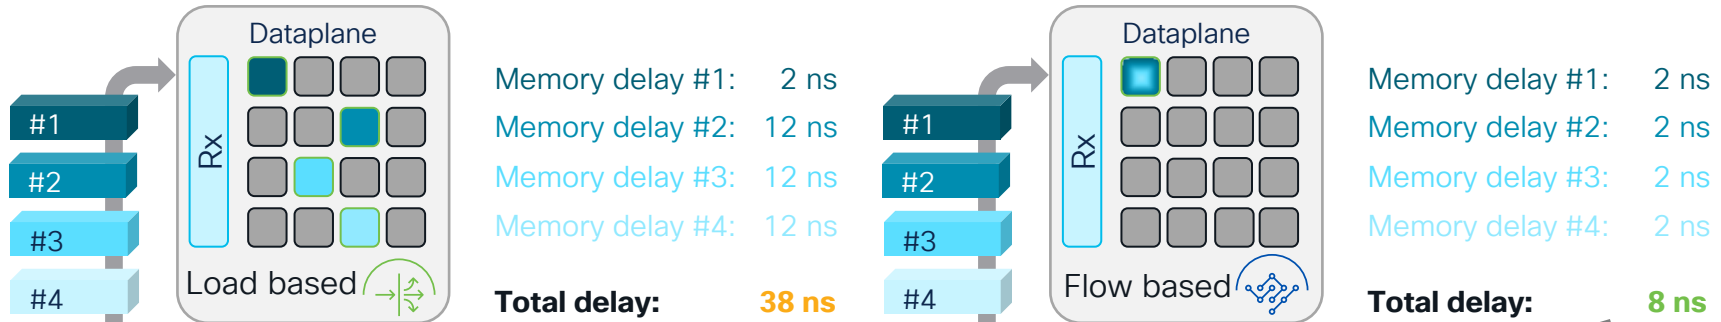 Dataplane
#1
#2
#3
#4
Rx
Load based
Memory delay #1: 2 ns
Memory delay #2: 12 ns
Memory delay #3: 12 ns
Memory delay #4: 12 ns
Total delay: 38 ns
Dataplane
#1
#2
#3
#4
Rx
Flow based
Memory delay #1: 2 ns
Memory delay #2: 2 ns
Memory delay #3: 2 ns
Memory delay #4: 2 ns
Total delay: 8 ns